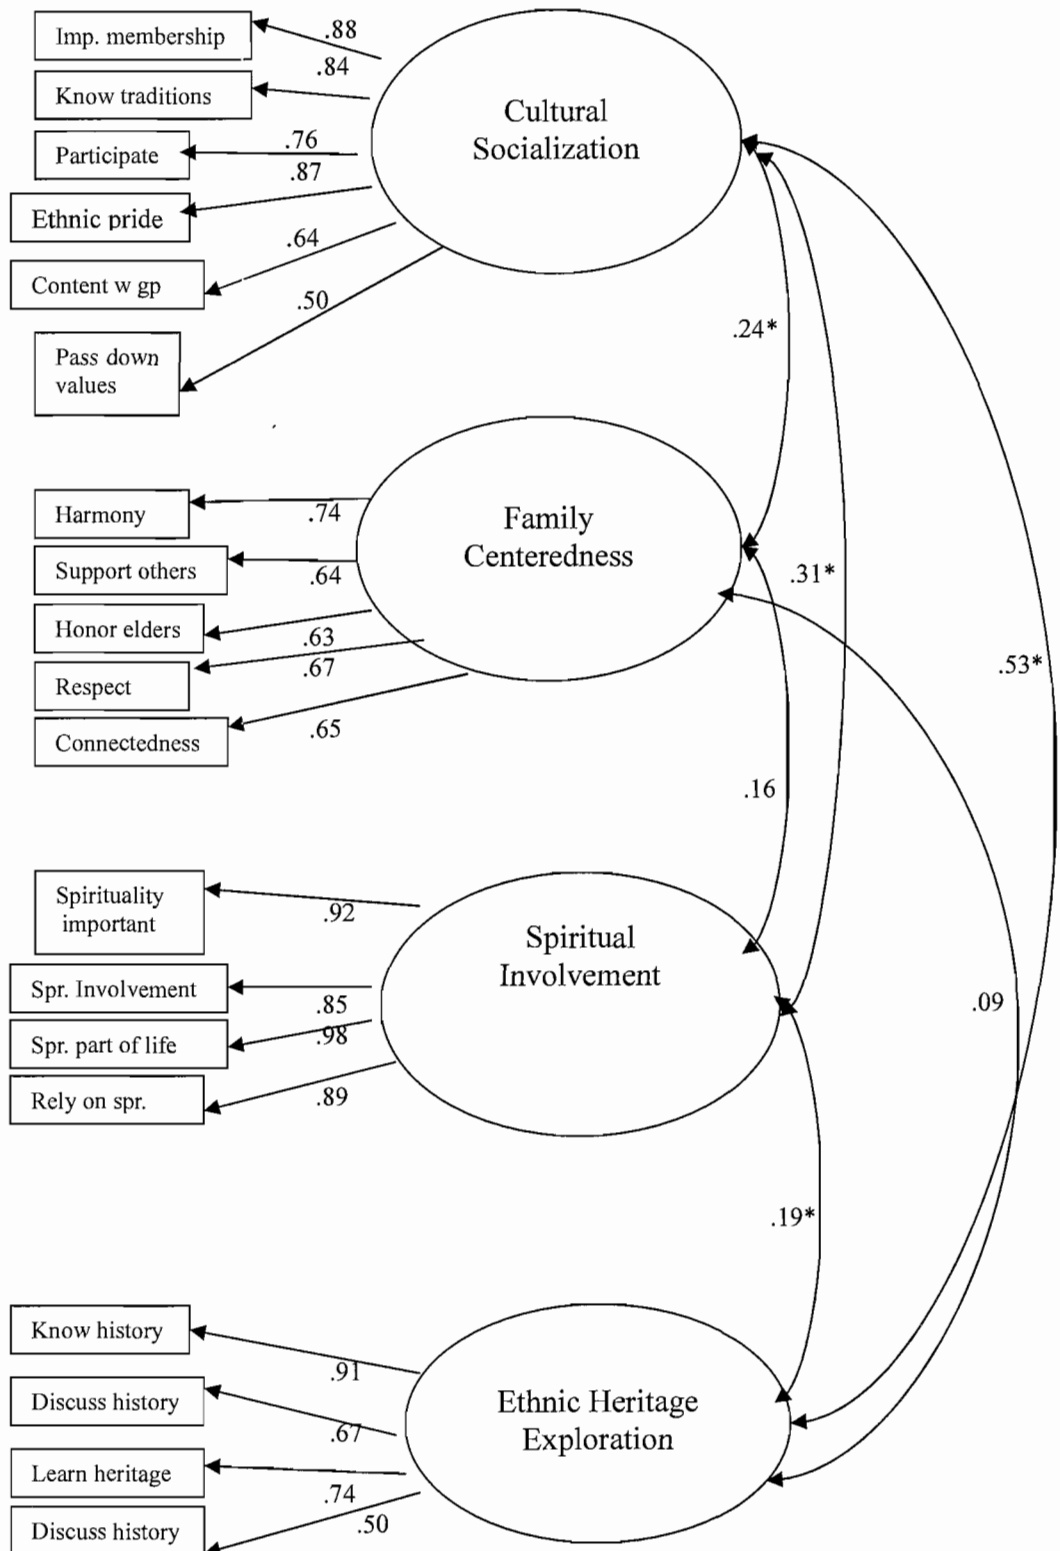 Imp. membership
.88
.84
Know traditions
Cultural
Socialization
.76
Participate
.87
Ethnic pride
.64
Content w gp
.50
Pass down
values
.24*
Harmony
.74
Family
Centeredness
Support others
.64
.31*
Honor elders
.63
.67
Respect
.53*
Connectedness
.65
.16
Spirituality
important
.92
Spiritual
Involvement
Spr. Involvement
.85
.09
Spr. part of life
.98
Rely on spr.
.89
.19*
Know history
.91
Discuss history
.67
Ethnic Heritage
Exploration
Learn heritage
.74
.50
Discuss history